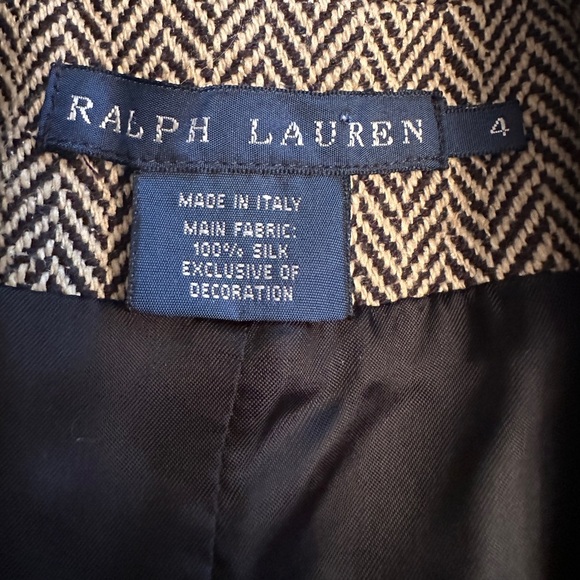 RALPH LAUREN 4
MADE IN ITALY
MAIN FABRIC:
100% SILK
EXCLUSIVE OF
DECORATION